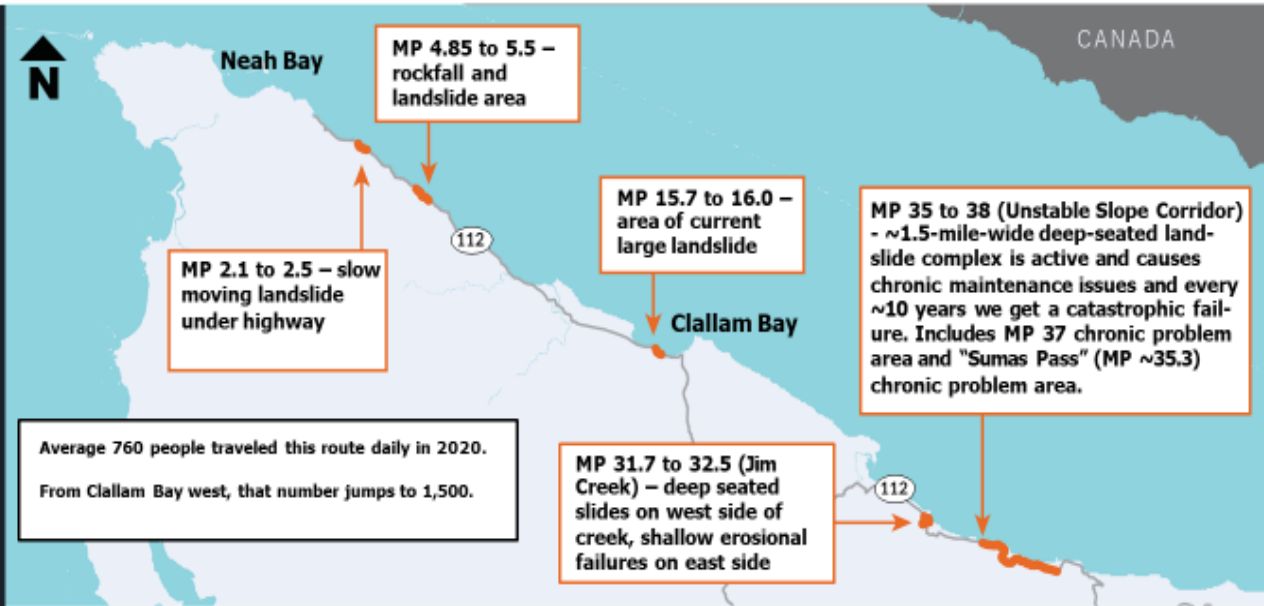 CANADA
N
Neah Bay
MP 4.85 to 5.5 –
rockfall and
landslide area
MP 15.7 to 16.0 –
area of current
large landslide
MP 35 to 38 (Unstable Slope Corridor)
- ~1.5-mile-wide deep-seated land-
slide complex is active and causes
chronic maintenance issues and every
~10 years we get a catastrophic fail-
ure. Includes MP 37 chronic problem
area and “Sumas Pass” (MP ~35.3)
chronic problem area.
112
MP 2.1 to 2.5 – slow
moving landslide
under highway
Clallam Bay
Average 760 people traveled this route daily in 2020.
From Clallam Bay west, that number jumps to 1,500.
MP 31.7 to 32.5 (Jim
Creek) – deep seated
slides on west side of
creek, shallow erosional
failures on east side
112